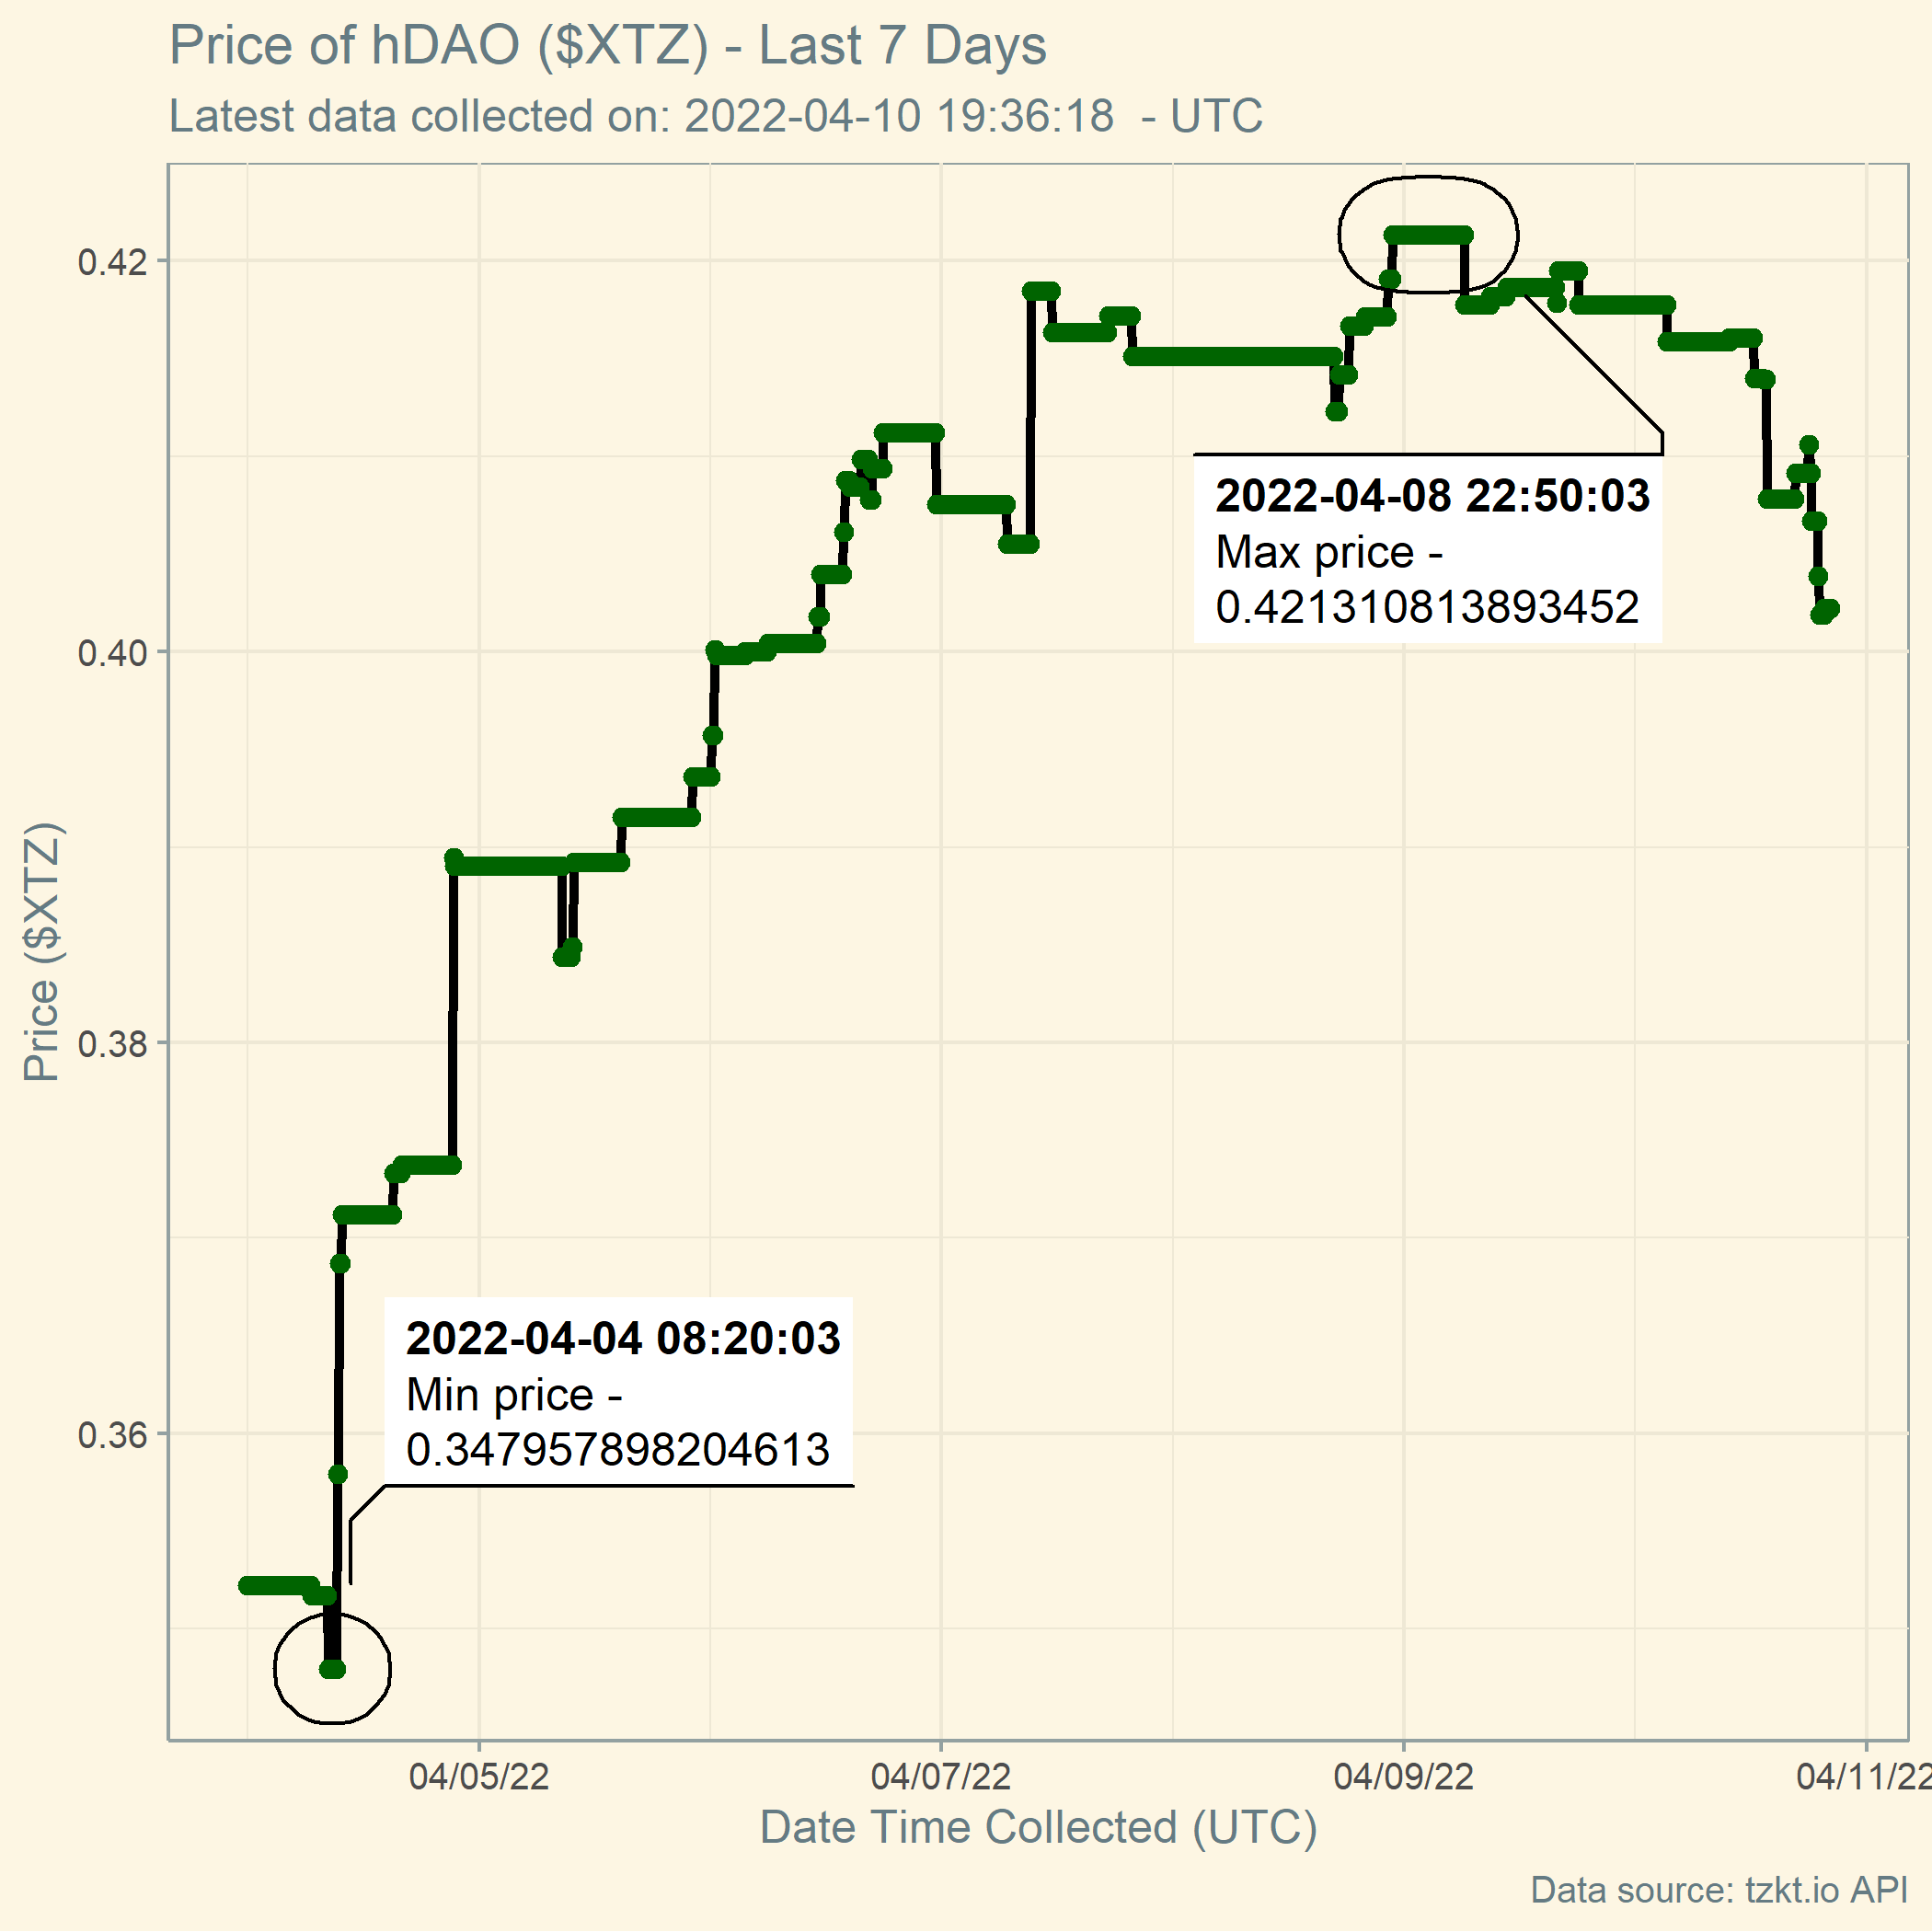 Price of hDAO ($XTZ) - Last 7 Days
Latest data collected on: 2022-04-10 19:36:18  - UTC
0.42
0.40
0.38
0.36
Price ($XTZ)
2022-04-08 22:50:03
Max price -
0.421310813893452
2022-04-04 08:20:03
Min price -
0.347957898204613
04/05/22
04/07/22
04/09/22
04/11/22
Date Time Collected (UTC)
Data source: tzkt.io API